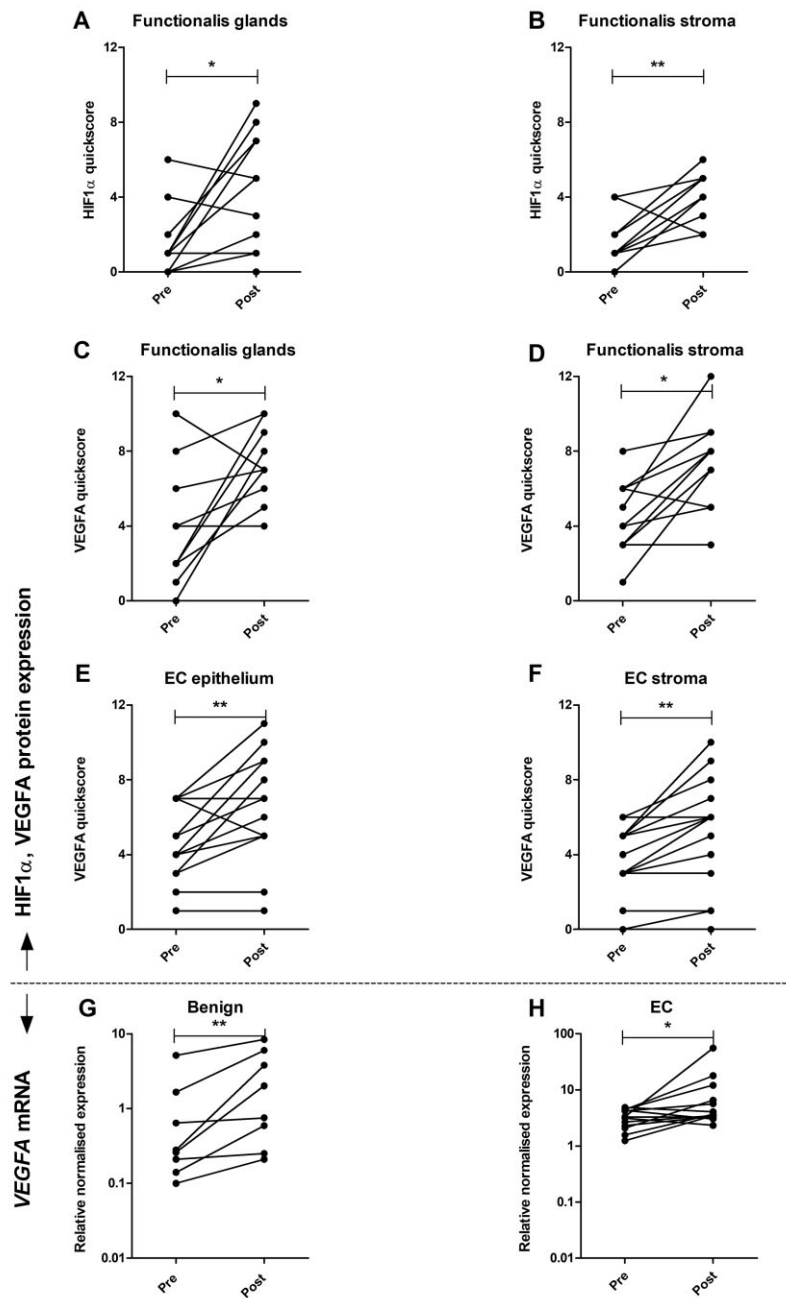 A Functionalis glands
12
8
4
0
HIF1α quickscore
*
Pre
Post
B Functionalis stroma
12
8
4
0
HIF1α quickscore
**
Pre
Post
C Functionalis glands
12
8
4
0
VEGFA quickscore
*
Pre
Post
D Functionalis stroma
12
8
4
0
VEGFA quickscore
*
Pre
Post
E EC epithelium
12
8
4
0
VEGFA quickscore
**
Pre
Post
F EC stroma
12
8
4
0
VEGFA quickscore
**
Pre
Post
HIF1α, VEGFA protein expression
VEGFA mRNA
G Benign
10
1
0.1
0.01
Relative normalised expression
**
Pre
Post
H EC
100
10
1
0.1
0.01
Relative normalised expression
*
Pre
Post